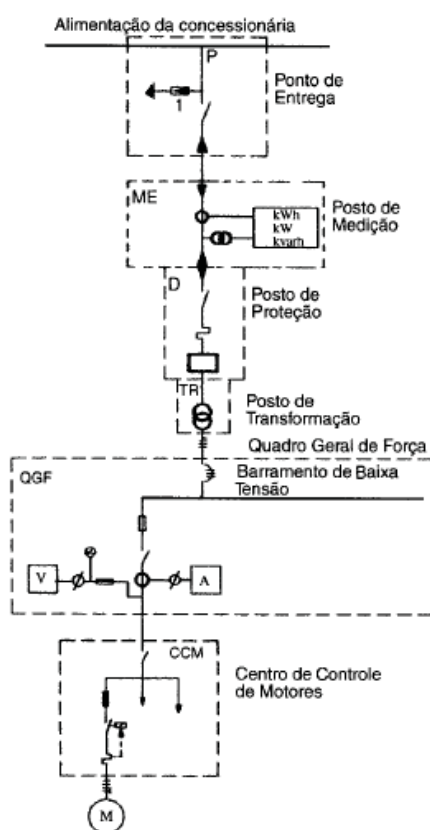 Alimentação da concessionária
P
Ponto de
Entrega
1
ME
kWh
kW
kvarh
Posto de
Medição
D
Posto de
Proteção
TR
Posto de
Transformação
Quadro Geral de Força
QGF
Barramento de Baixa
Tensão
V
A
CCM
Centro de Controle
de Motores
M